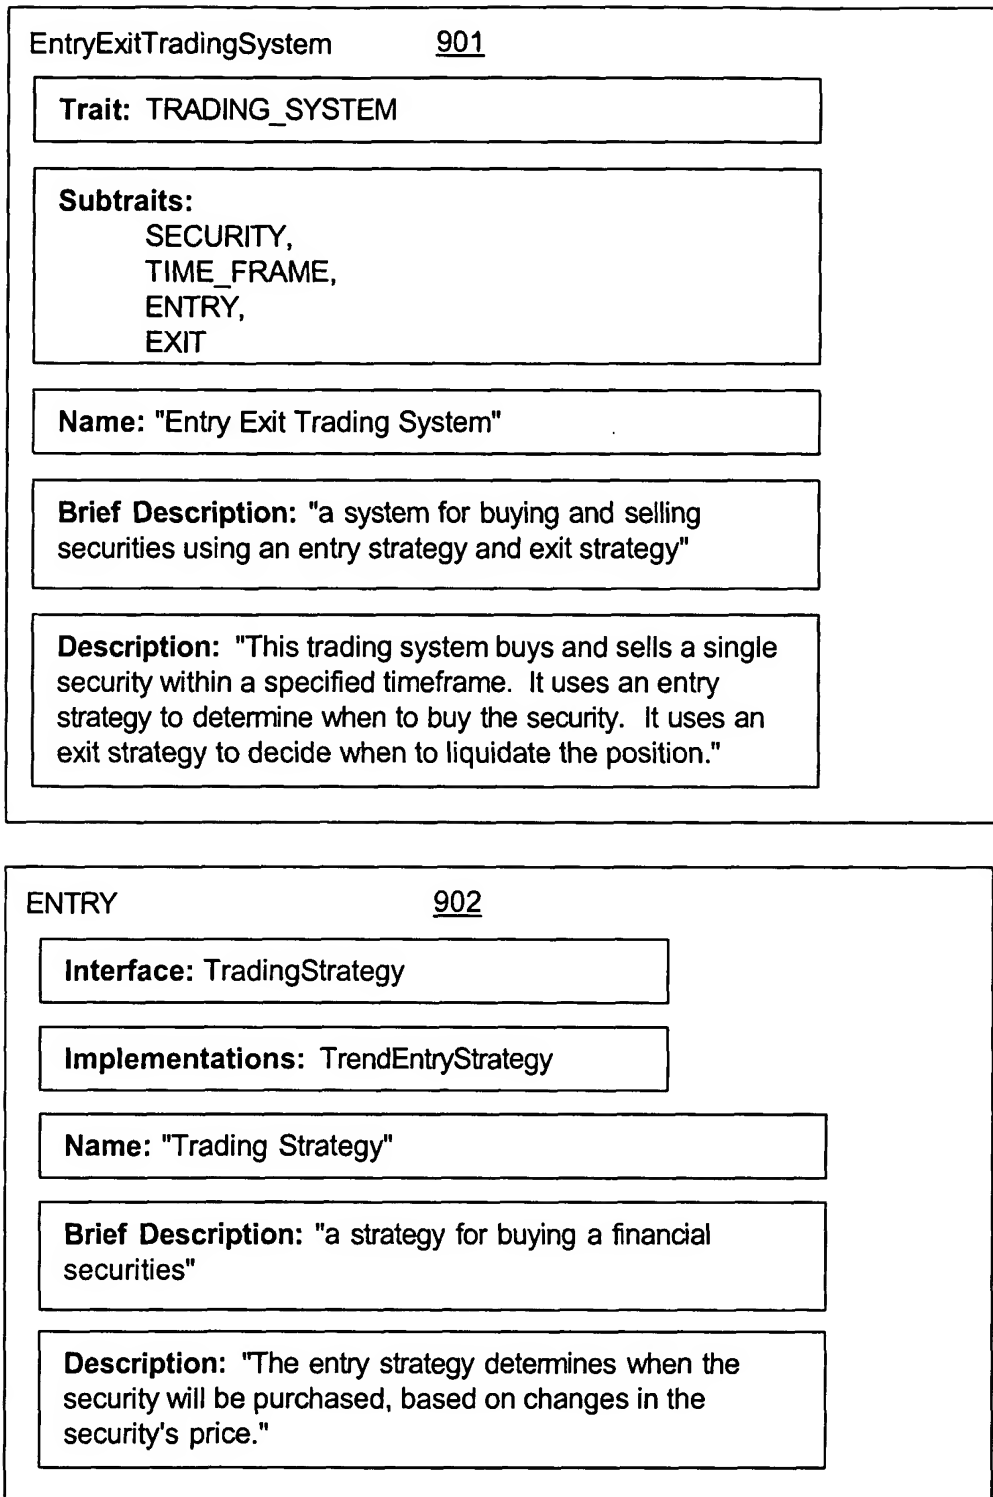 EntryExitTradingSystem 901
Trait: TRADING_SYSTEM
Subtraits:
SECURITY,
TIME_FRAME,
ENTRY,
EXIT
Name: "Entry Exit Trading System"
Brief Description: "a system for buying and selling
securities using an entry strategy and exit strategy"
Description: "This trading system buys and sells a single
security within a specified timeframe. It uses an entry
strategy to determine when to buy the security. It uses an
exit strategy to decide when to liquidate the position."
ENTRY 902
Interface: TradingStrategy
Implementations: TrendEntryStrategy
Name: "Trading Strategy"
Brief Description: "a strategy for buying a financial
securities"
Description: "The entry strategy determines when the
security will be purchased, based on changes in the
security's price."